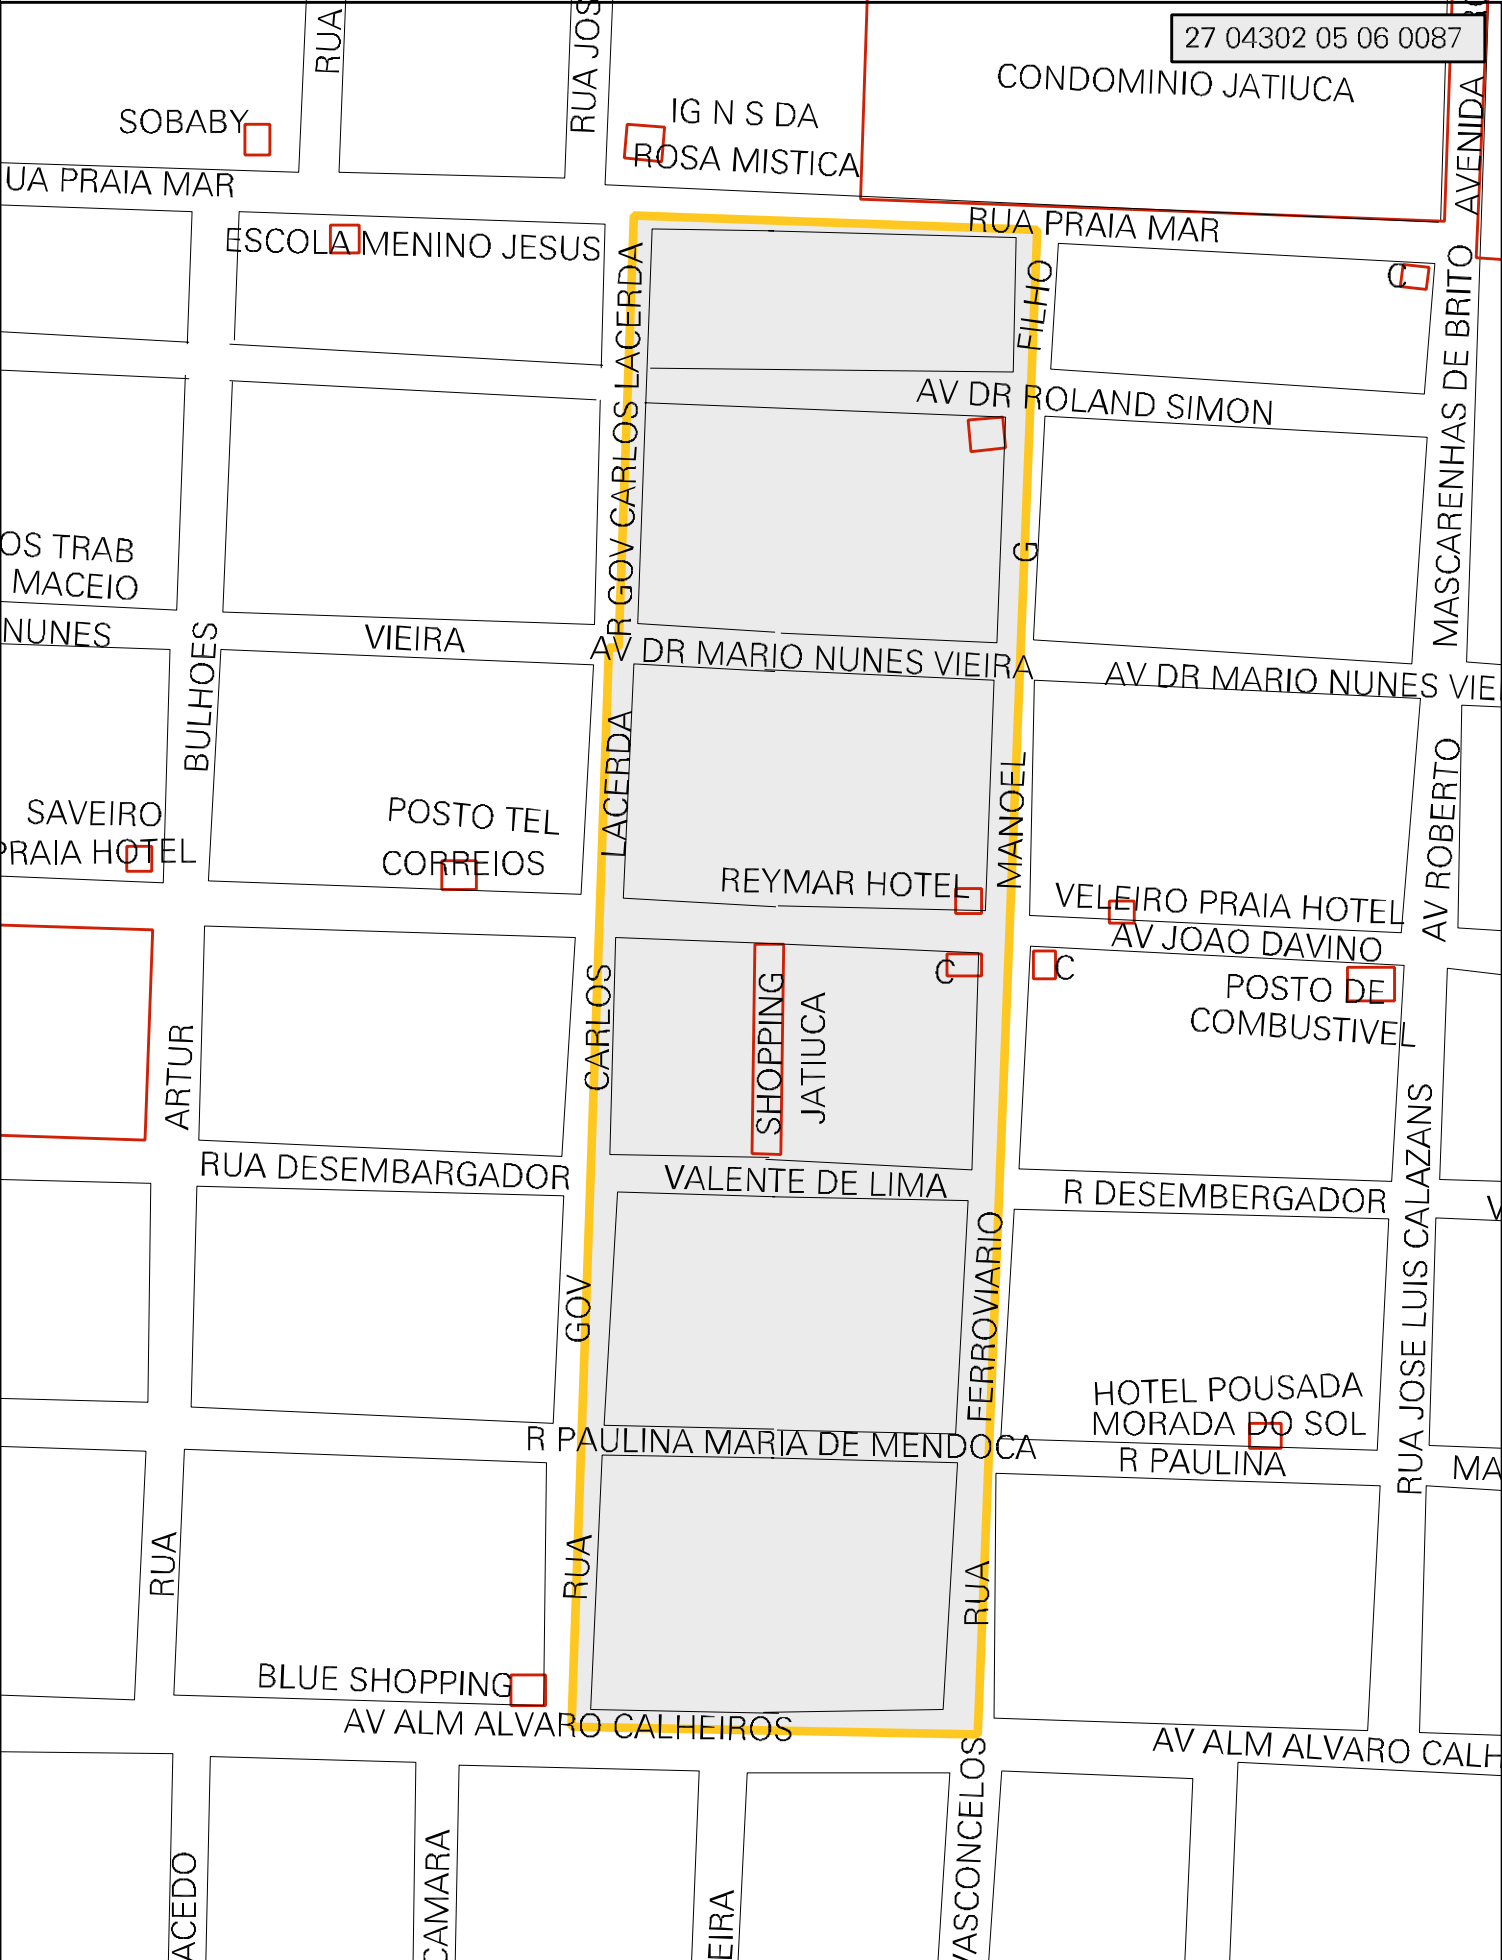 27 04302 05 06 0087
RUA
RUA JOS
CONDOMINIO JATIUCA
AVENIDA
SOBABY
IG N S DA
ROSA MISTICA
UA PRAIA MAR
RUA PRAIA MAR
ESCOLA MENINO JESUS
C
R GOV CARLOS LACERDA
FILHO
MASCARENHAS DE BRITO
AV DR ROLAND SIMON
G
OS TRAB
MACEIO
NUNES
VIEIRA
AV DR MARIO NUNES VIEIRA
AV DR MARIO NUNES VIE
BULHOES
LACERDA
MANOEL
AV ROBERTO
SAVEIRO
PRAIA HOTEL
POSTO TEL
CORREIOS
REYMAR HOTEL
VELEIRO PRAIA HOTEL
AV JOAO DAVINO
C
C
POSTO DE
COMBUSTIVEL
ARTUR
CARLOS
SHOPPING
JATIUCA
RUA DESEMBARGADOR
VALENTE DE LIMA
R DESEMBERGADOR
V
GOV
FERROVIARIO
RUA JOSE LUIS CALAZANS
HOTEL POUSADA
MORADA DO SOL
R PAULINA MARIA DE MENDOCA
R PAULINA
MA
RUA
RUA
RUA
BLUE SHOPPING
AV ALM ALVARO CALHEIROS
AV ALM ALVARO CALH
ACEDO
CAMARA
EIRA
VASCONCELOS